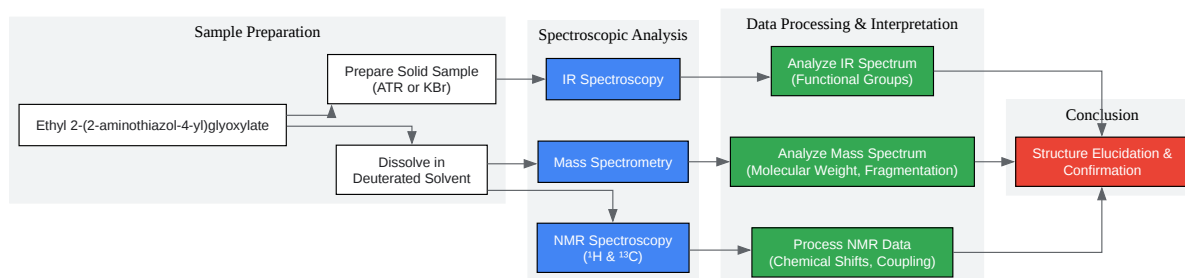 Sample Preparation
Spectroscopic Analysis
Data Processing & Interpretation
Conclusion
Ethyl 2-(2-aminothiazol-4-yl)glyoxylate
Prepare Solid Sample
(ATR or KBr)
Dissolve in
Deuterated Solvent
IR Spectroscopy
Mass Spectrometry
NMR Spectroscopy
(¹H & ¹³C)
Analyze IR Spectrum
(Functional Groups)
Analyze Mass Spectrum
(Molecular Weight, Fragmentation)
Process NMR Data
(Chemical Shifts, Coupling)
Structure Elucidation &
Confirmation